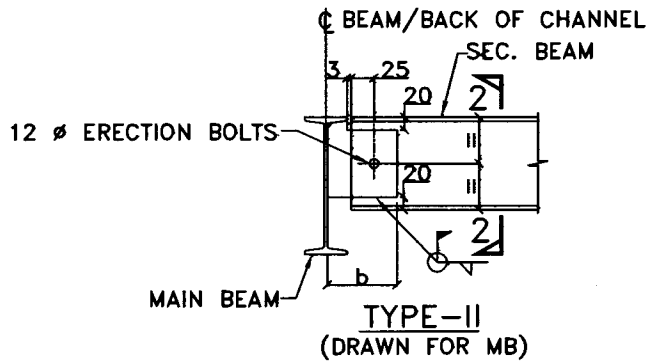 ℄ BEAM/BACK OF CHANNEL
SEC. BEAM
3 25
20
2
12 ø ERECTION BOLTS
=
=
20
2
b
MAIN BEAM
TYPE-II
(DRAWN FOR MB)